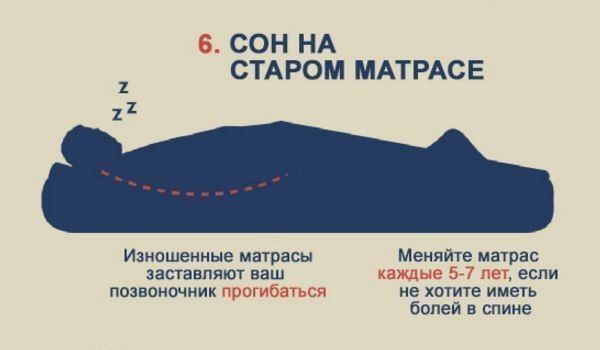 6. СОН НА
СТАРОМ МАТРАСЕ
z
z z
Изношенные матрасы
заставляют ваш
позвоночник прогибаться
Меняйте матрас
каждые 5-7 лет, если
не хотите иметь
болей в спине